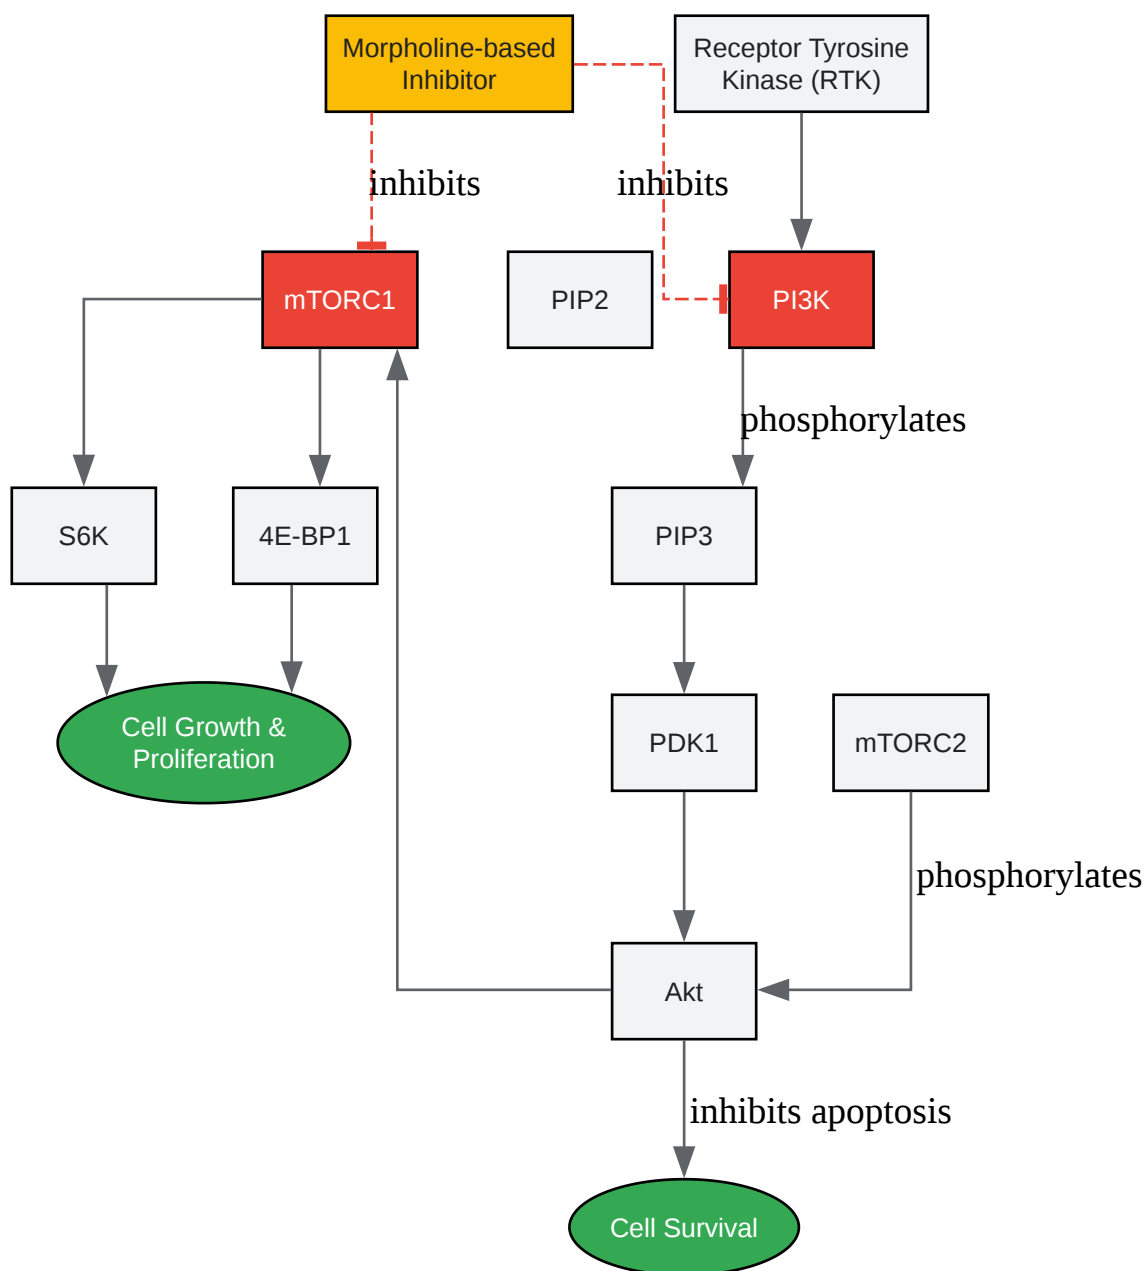 Morpholine-based
Inhibitor
Receptor Tyrosine
Kinase (RTK)
inhibits
inhibits
mTORC1
PIP2
PI3K
phosphorylates
S6K
4E-BP1
PIP3
Cell Growth &
Proliferation
PDK1
mTORC2
phosphorylates
Akt
inhibits apoptosis
Cell Survival